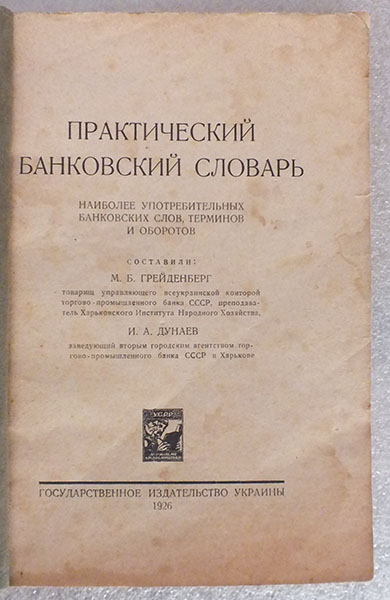 ПРАКТИЧЕСКИЙ
БАНКОВСКИЙ СЛОВАРЬ
НАИБОЛЕЕ УПОТРЕБИТЕЛЬНЫХ
БАНКОВСКИХ СЛОВ, ТЕРМИНОВ
И ОБОРОТОВ
СОСТАВИЛИ:
М. Б. ГРЕЙДЕНБЕРГ
товарищ управляющего всеукраинской конторой
торгово-промышленного банка СССР, преподава-
тель Харьковского Института Народного Хозяйства.
И. А. ДУНАЕВ
заведующий вторым городским агентством тор-
гово-промышленного банка СССР в Харькове
У.С.Р.Р.
ГОСУДАРСТВЕННОЕ ИЗДАТЕЛЬСТВО УКРАИНЫ
1926